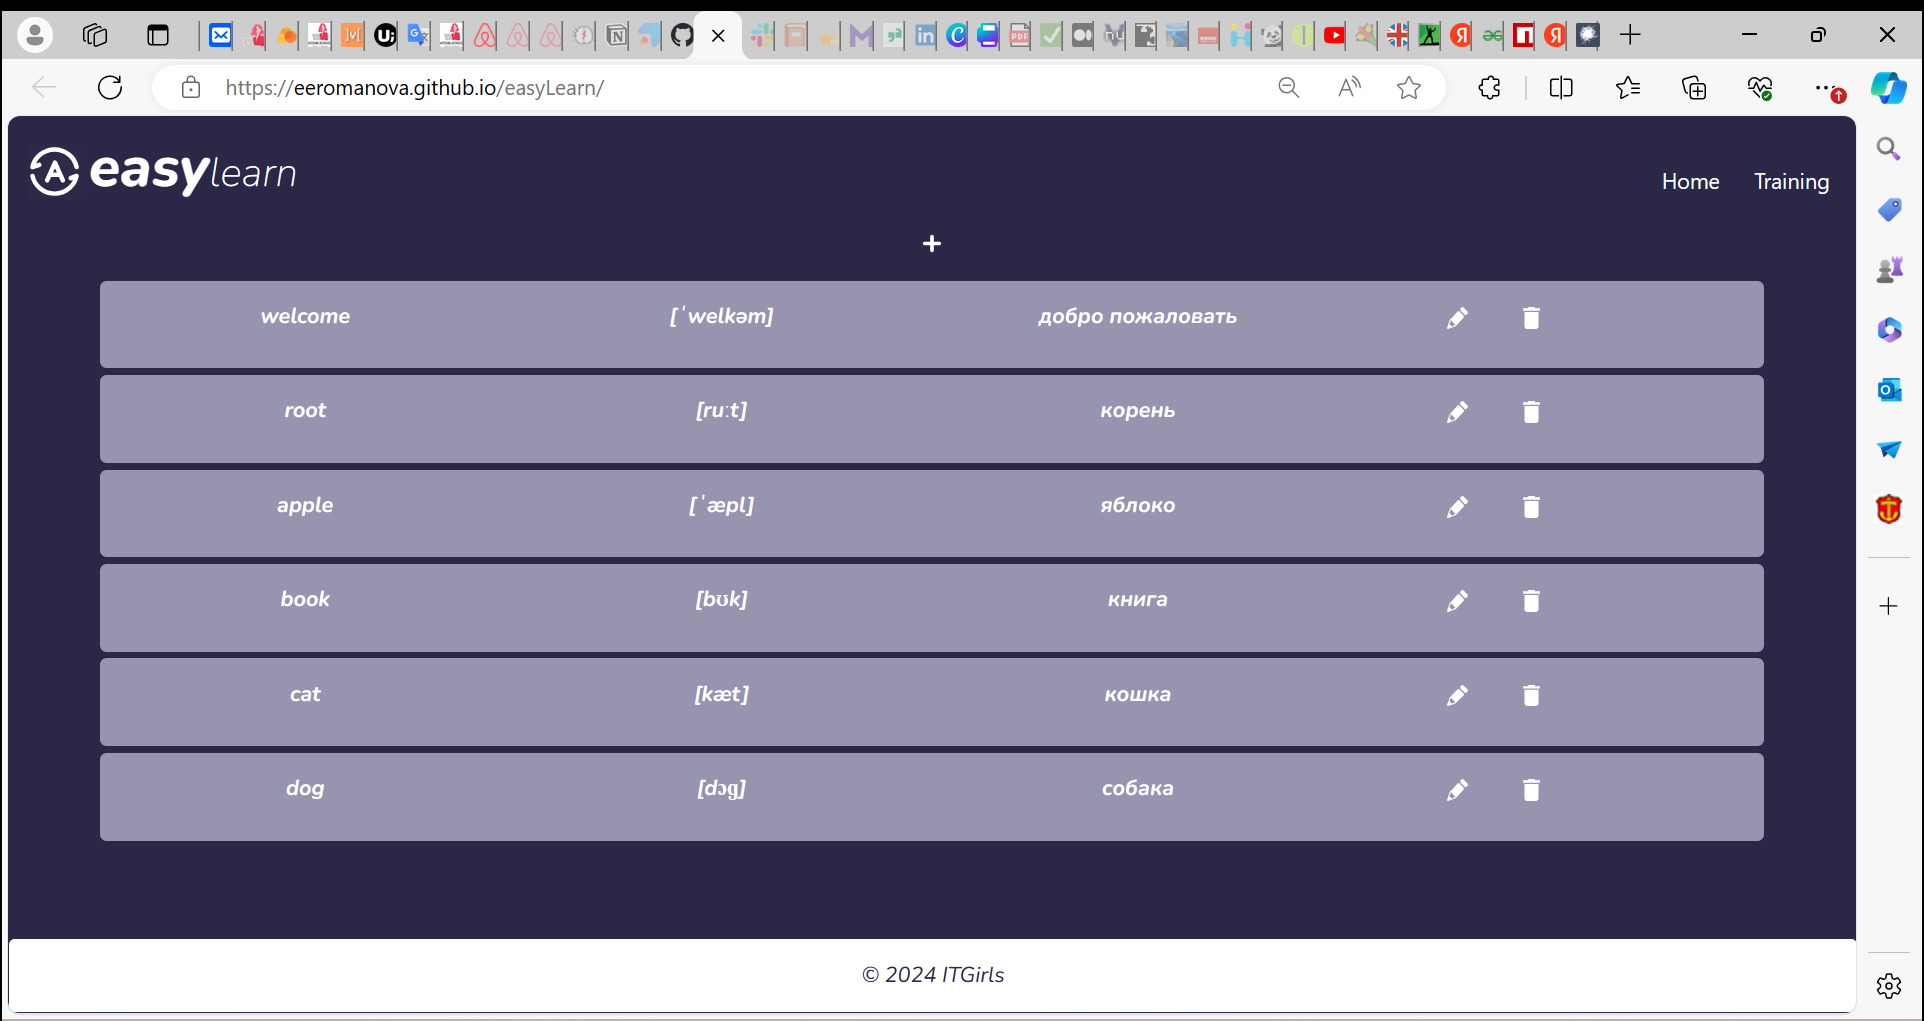 https://eeromanova.github.io/easyLearn/
easylearn
Home Training
+
welcome [ˈwelkəm] добро пожаловать
root [ruːt] корень
apple [ˈæpl] яблоко
book [bʊk] книга
cat [kæt] кошка
dog [dɔɡ] собака
© 2024 ITGirls